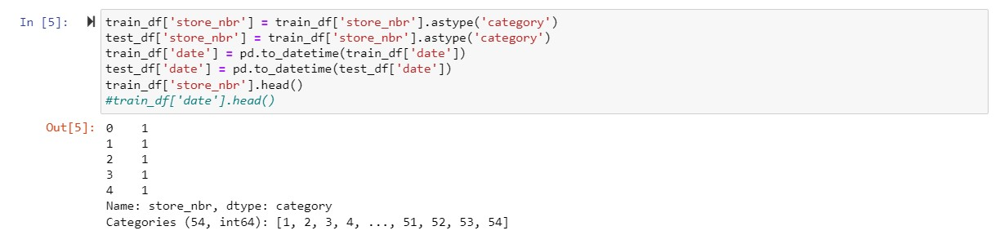 In [5]: train_df['store_nbr'] = train_df['store_nbr'].astype('category')
test_df['store_nbr'] = train_df['store_nbr'].astype('category')
train_df['date'] = pd.to_datetime(train_df['date'])
test_df['date'] = pd.to_datetime(test_df['date'])
train_df['store_nbr'].head()
#train_df['date'].head()
Out[5]: 0    1
1    1
2    1
3    1
4    1
Name: store_nbr, dtype: category
Categories (54, int64): [1, 2, 3, 4, ..., 51, 52, 53, 54]